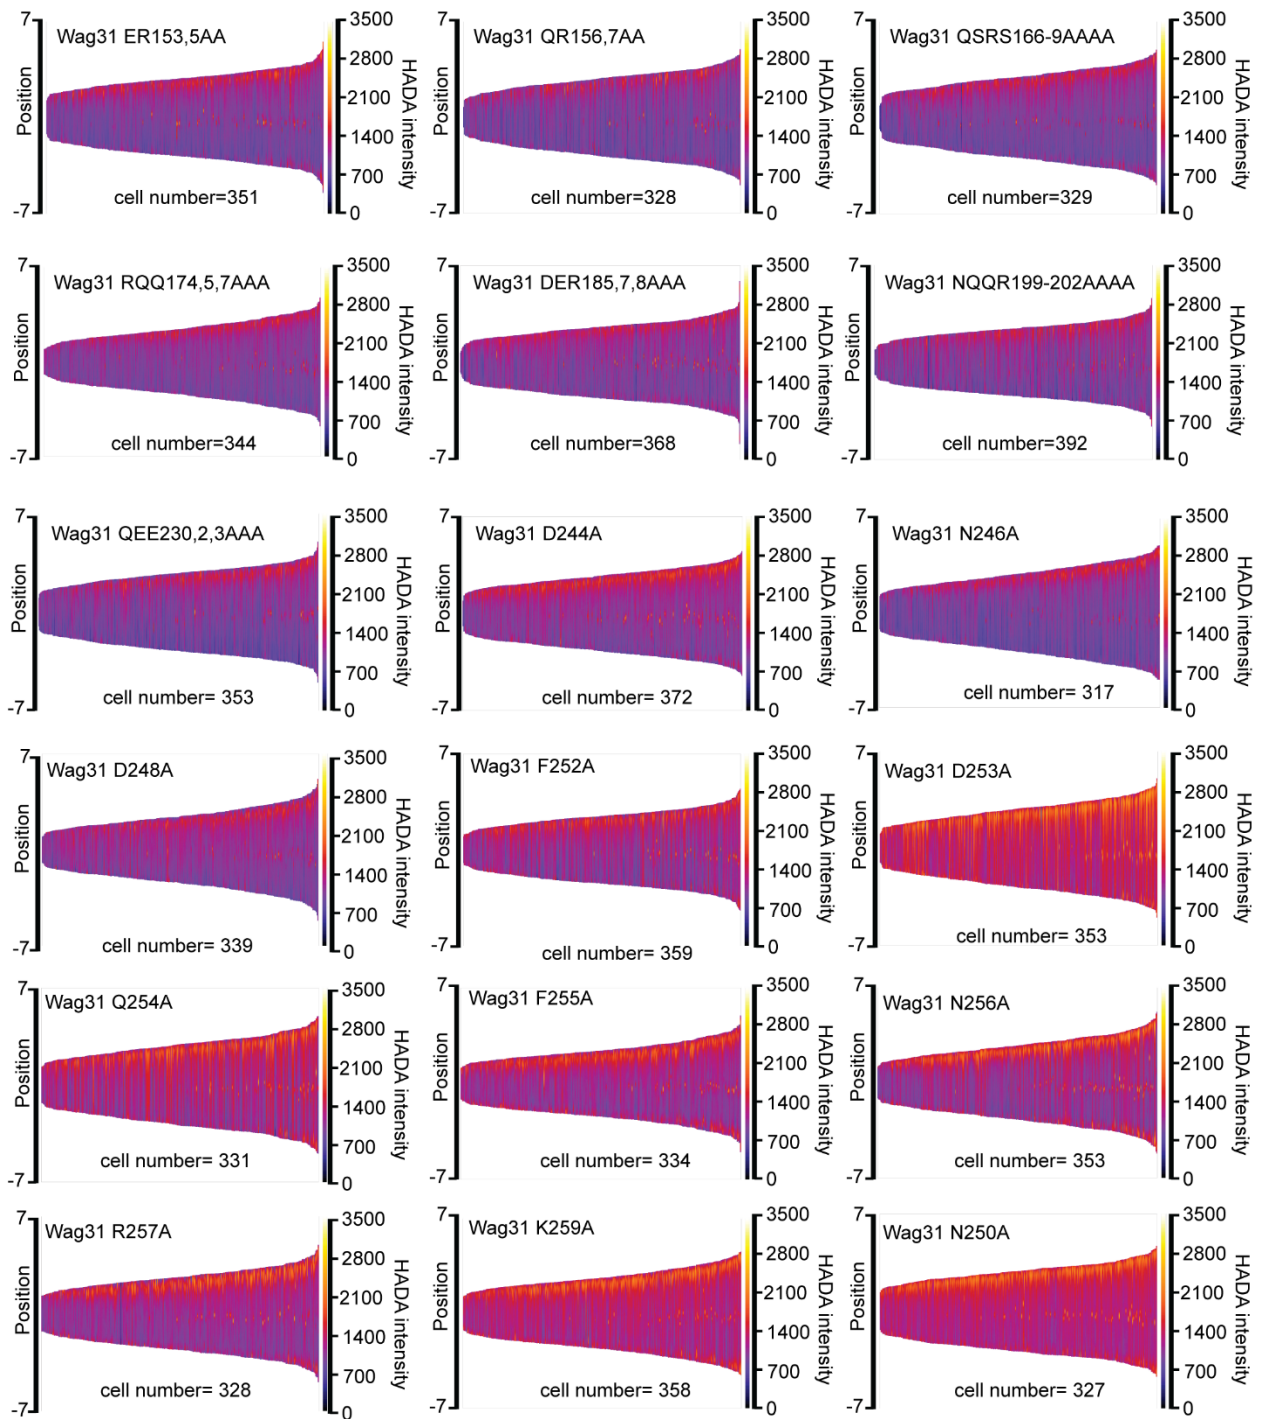 7
Wag31 ER153,5AA
Position
cell number=351
-7
3500
2800
2100
1400
700
0
HADA intensity
7
Wag31 QR156,7AA
Position
cell number=328
-7
3500
2800
2100
1400
700
0
HADA intensity
7
Wag31 QSRS166-9AAAA
Position
cell number=329
-7
3500
2800
2100
1400
700
0
HADA intensity
7
Wag31 RQQ174,5,7AAA
Position
cell number=344
-7
3500
2800
2100
1400
700
0
HADA intensity
7
Wag31 DER185,7,8AAA
Position
cell number=368
-7
3500
2800
2100
1400
700
0
HADA intensity
7
Wag31 NQQR199-202AAAA
Position
cell number=392
-7
3500
2800
2100
1400
700
0
HADA intensity
7
Wag31 QEE230,2,3AAA
Position
cell number= 353
-7
3500
2800
2100
1400
700
0
HADA intensity
7
Wag31 D244A
Position
cell number= 372
-7
3500
2800
2100
1400
700
0
HADA intensity
7
Wag31 N246A
Position
cell number= 317
-7
3500
2800
2100
1400
700
0
HADA intensity
7
Wag31 D248A
Position
cell number= 339
-7
3500
2800
2100
1400
700
0
HADA intensity
7
Wag31 F252A
Position
cell number= 359
-7
3500
2800
2100
1400
700
0
HADA intensity
7
Wag31 D253A
Position
cell number= 353
-7
3500
2800
2100
1400
700
0
HADA intensity
7
Wag31 Q254A
Position
cell number= 331
-7
3500
2800
2100
1400
700
0
HADA intensity
7
Wag31 F255A
Position
cell number= 334
-7
3500
2800
2100
1400
700
0
HADA intensity
7
Wag31 N256A
Position
cell number= 353
-7
3500
2800
2100
1400
700
0
HADA intensity
7
Wag31 R257A
Position
cell number= 328
-7
3500
2800
2100
1400
700
0
HADA intensity
7
Wag31 K259A
Position
cell number= 358
-7
3500
2800
2100
1400
700
0
HADA intensity
7
Wag31 N250A
Position
cell number= 327
-7
3500
2800
2100
1400
700
0
HADA intensity